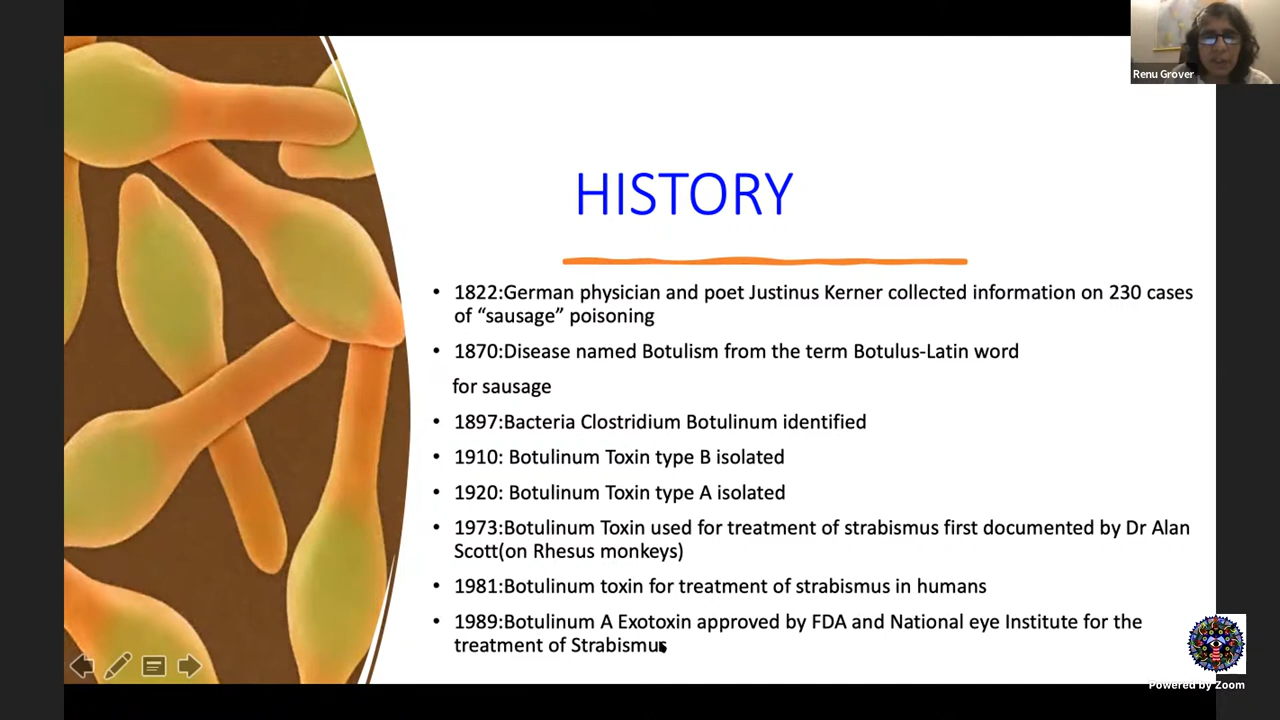 Renu Grover
HISTORY
• 1822:German physician and poet Justinus Kerner collected information on 230 cases
of “sausage” poisoning
• 1870:Disease named Botulism from the term Botulus-Latin word
for sausage
• 1897:Bacteria Clostridium Botulinum identified
• 1910: Botulinum Toxin type B isolated
• 1920: Botulinum Toxin type A isolated
• 1973:Botulinum Toxin used for treatment of strabismus first documented by Dr Alan
Scott(on Rhesus monkeys)
• 1981:Botulinum toxin for treatment of strabismus in humans
• 1989:Botulinum A Exotoxin approved by FDA and National eye Institute for the
treatment of Strabismus
Powered by Zoom